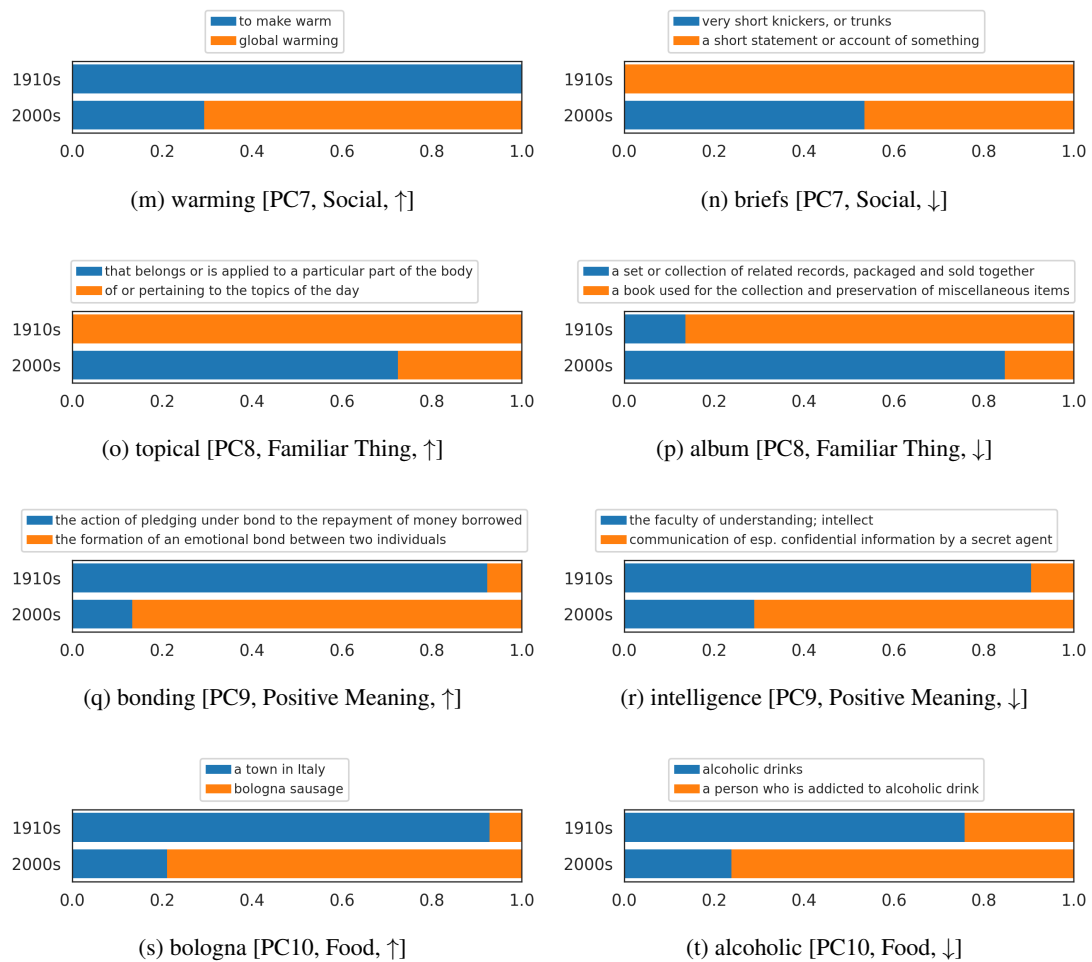 to make warm
global warming
1910s
2000s
0.0 0.2 0.4 0.6 0.8 1.0
(m) warming [PC7, Social, ↑]
very short knickers, or trunks
a short statement or account of something
1910s
2000s
0.0 0.2 0.4 0.6 0.8 1.0
(n) briefs [PC7, Social, ↓]
that belongs or is applied to a particular part of the body
of or pertaining to the topics of the day
1910s
2000s
0.0 0.2 0.4 0.6 0.8 1.0
(o) topical [PC8, Familiar Thing, ↑]
a set or collection of related records, packaged and sold together
a book used for the collection and preservation of miscellaneous items
1910s
2000s
0.0 0.2 0.4 0.6 0.8 1.0
(p) album [PC8, Familiar Thing, ↓]
the action of pledging under bond to the repayment of money borrowed
the formation of an emotional bond between two individuals
1910s
2000s
0.0 0.2 0.4 0.6 0.8 1.0
(q) bonding [PC9, Positive Meaning, ↑]
the faculty of understanding; intellect
communication of esp. confidential information by a secret agent
1910s
2000s
0.0 0.2 0.4 0.6 0.8 1.0
(r) intelligence [PC9, Positive Meaning, ↓]
a town in Italy
bologna sausage
1910s
2000s
0.0 0.2 0.4 0.6 0.8 1.0
(s) bologna [PC10, Food, ↑]
alcoholic drinks
a person who is addicted to alcoholic drink
1910s
2000s
0.0 0.2 0.4 0.6 0.8 1.0
(t) alcoholic [PC10, Food, ↓]